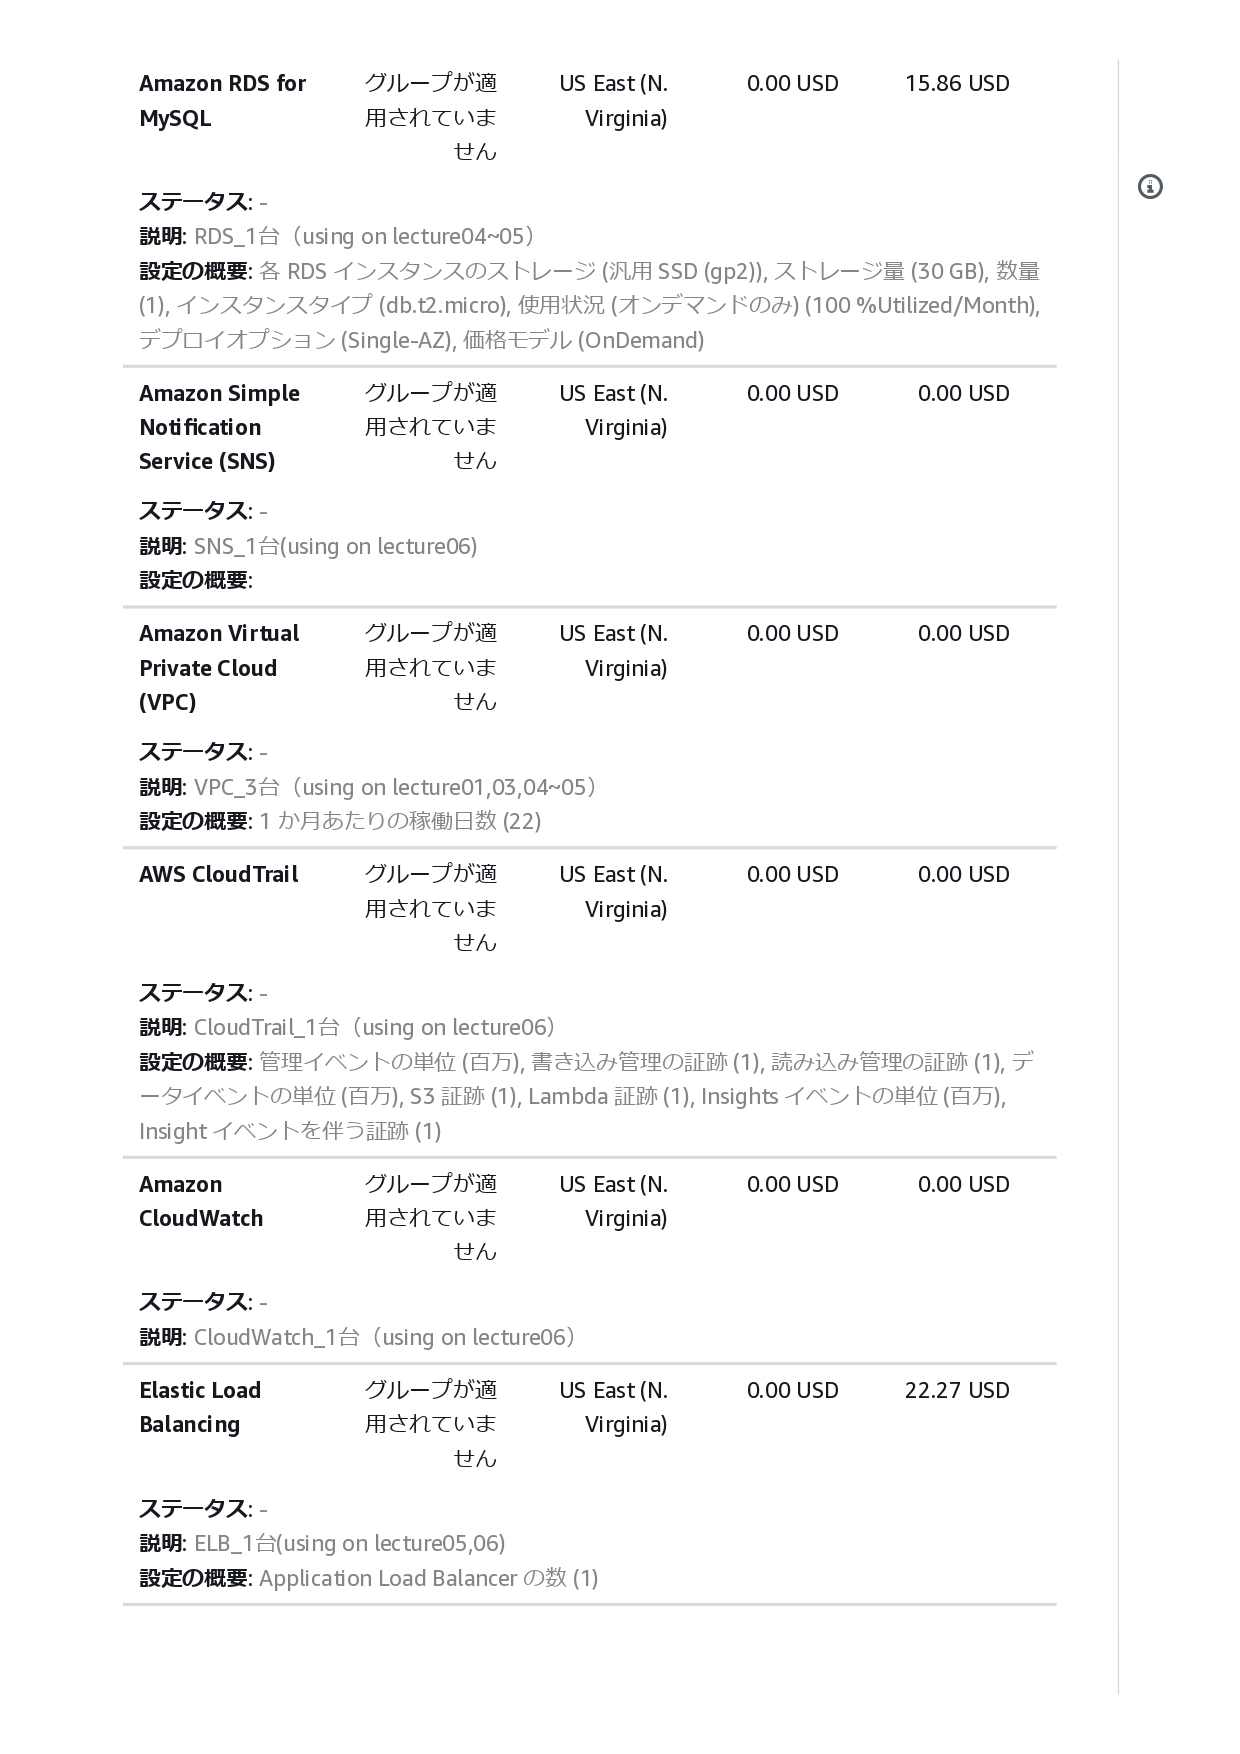 Amazon RDS for グループが適 US East (N. 0.00 USD 15.86 USD
MySQL 用されていま Virginia)
せん
ステータス: -
説明: RDS_1台（using on lecture04~05）
設定の概要: 各 RDS インスタンスのストレージ (汎用 SSD (gp2)), ストレージ量 (30 GB), 数量
(1), インスタンスタイプ (db.t2.micro), 使用状況 (オンデマンドのみ) (100 %Utilized/Month),
デプロイオプション (Single-AZ), 価格モデル (OnDemand)
Amazon Simple グループが適 US East (N. 0.00 USD 0.00 USD
Notification 用されていま Virginia)
Service (SNS) せん
ステータス: -
説明: SNS_1台(using on lecture06)
設定の概要:
Amazon Virtual グループが適 US East (N. 0.00 USD 0.00 USD
Private Cloud 用されていま Virginia)
(VPC) せん
ステータス: -
説明: VPC_3台（using on lecture01,03,04~05）
設定の概要: 1 か月あたりの稼働日数 (22)
AWS CloudTrail グループが適 US East (N. 0.00 USD 0.00 USD
用されていま Virginia)
せん
ステータス: -
説明: CloudTrail_1台（using on lecture06）
設定の概要: 管理イベントの単位 (百万), 書き込み管理の証跡 (1), 読み込み管理の証跡 (1), デ
ータイベントの単位 (百万), S3 証跡 (1), Lambda 証跡 (1), Insights イベントの単位 (百万),
Insight イベントを伴う証跡 (1)
Amazon グループが適 US East (N. 0.00 USD 0.00 USD
CloudWatch 用されていま Virginia)
せん
ステータス: -
説明: CloudWatch_1台（using on lecture06）
Elastic Load グループが適 US East (N. 0.00 USD 22.27 USD
Balancing 用されていま Virginia)
せん
ステータス: -
説明: ELB_1台(using on lecture05,06)
設定の概要: Application Load Balancer の数 (1)